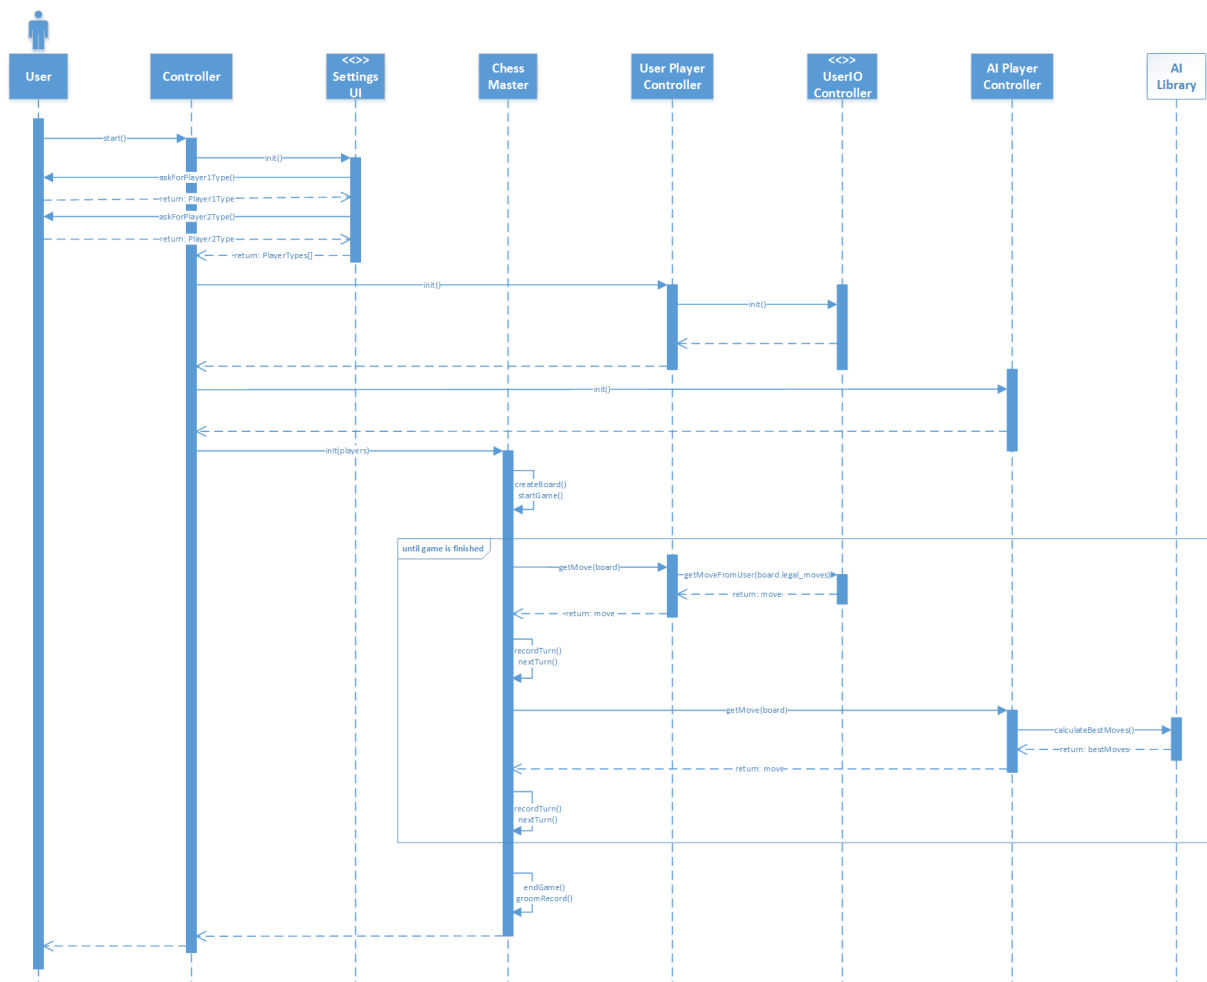 User
Controller
<<>>
Settings
UI
Chess
Master
User Player
Controller
<<>>
UserIO
Controller
AI Player
Controller
AI
Library
start()
init()
askForPlayer1Type()
return: Player1Type
askForPlayer2Type()
return: Player2Type
return: PlayerTypes[]
init()
init()
init()
init(players)
createBoard()
startGame()
until game is finished
getMove(board)
getMoveFromUser(board.legal_moves)
return: move
return: move
recordTurn()
nextTurn()
getMove(board)
calculateBestMoves()
return: bestMoves
return: move
recordTurn()
nextTurn()
endGame()
groomRecord()